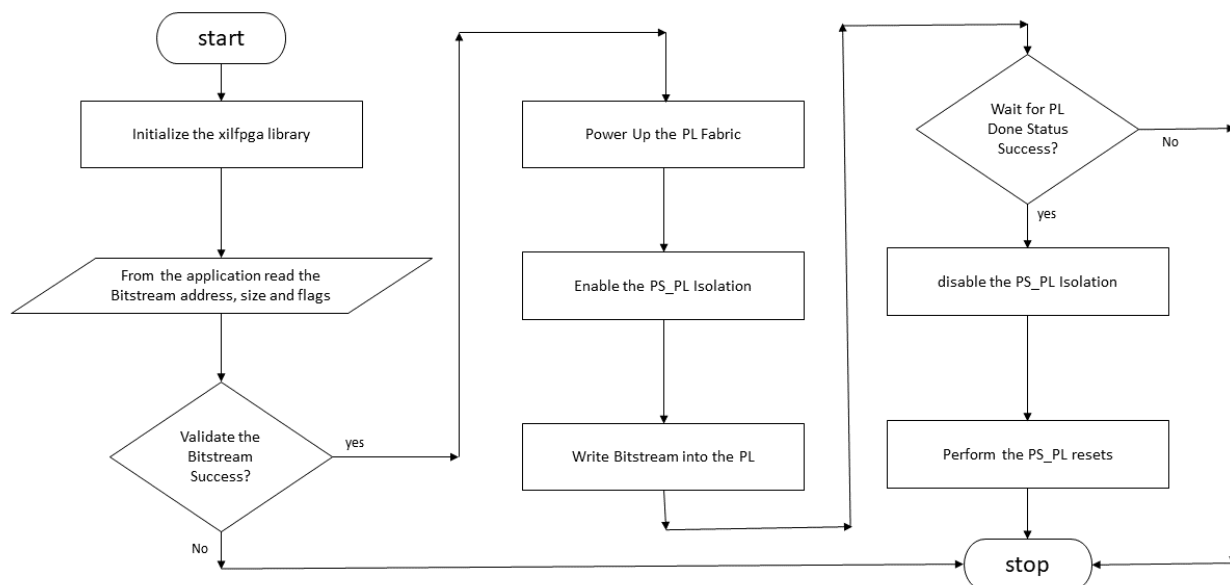 start
Initialize the xilfpga library
From the application read the
Bitstream address, size and flags
Validate the
Bitstream
Success?
yes
No
Power Up the PL Fabric
Enable the PS_PL Isolation
Write Bitstream into the PL
Wait for PL
Done Status
Success?
No
yes
disable the PS_PL Isolation
Perform the PS_PL resets
stop